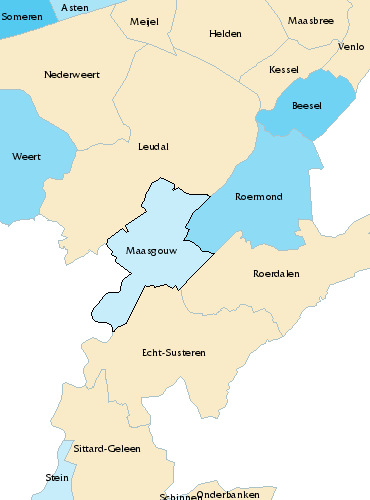 Asten
Someren
Meijel
Maasbree
Helden
Venlo
Kessel
Nederweert
Beesel
Leudal
Weert
Roermond
Maasgouw
Roerdalen
Echt-Susteren
Sittard-Geleen
Stein
Onderbanken
Schinnen